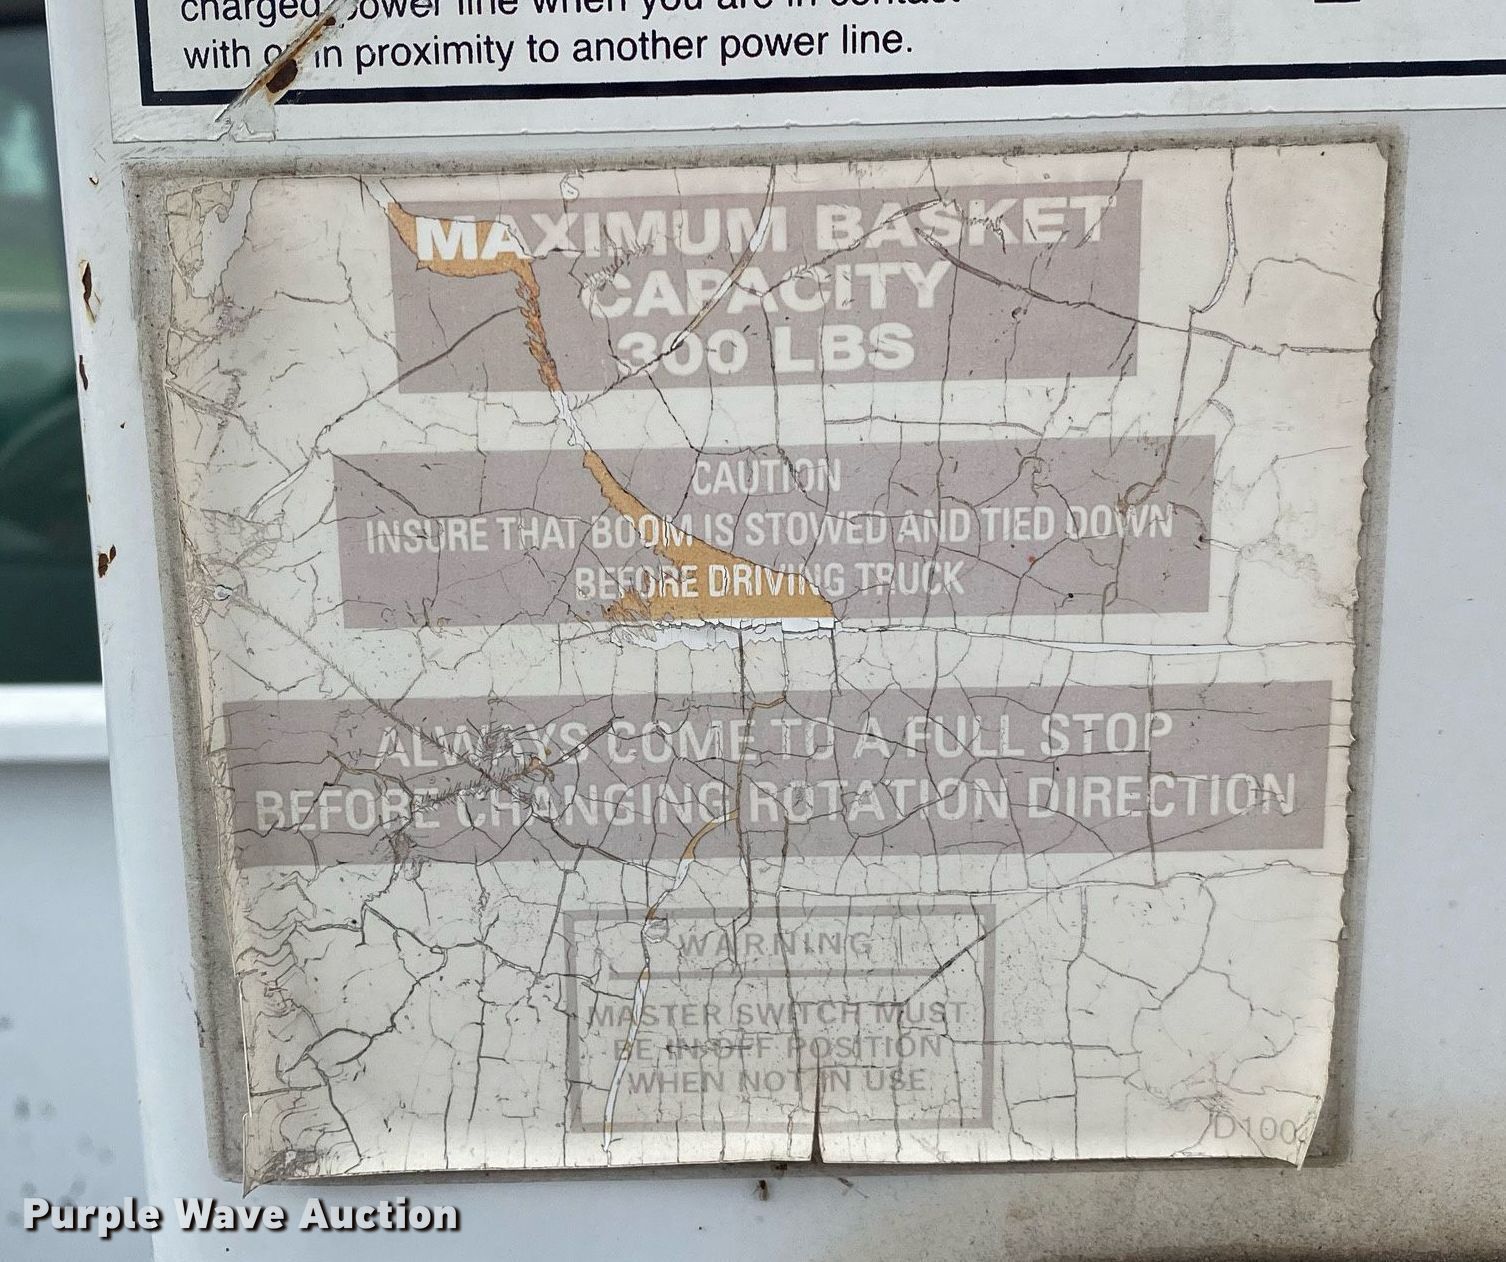 charged power line when you are in contact
with or in proximity to another power line.
MAXIMUM BASKET
CAPACITY
300 LBS
CAUTION
INSURE THAT BOOM IS STOWED AND TIED DOWN
BEFORE DRIVING TRUCK
ALWAYS COME TO A FULL STOP
BEFORE CHANGING ROTATION DIRECTION
WARNING
MASTER SWITCH MUST
BE IN OFF POSITION
WHEN NOT IN USE
D100
Purple Wave Auction